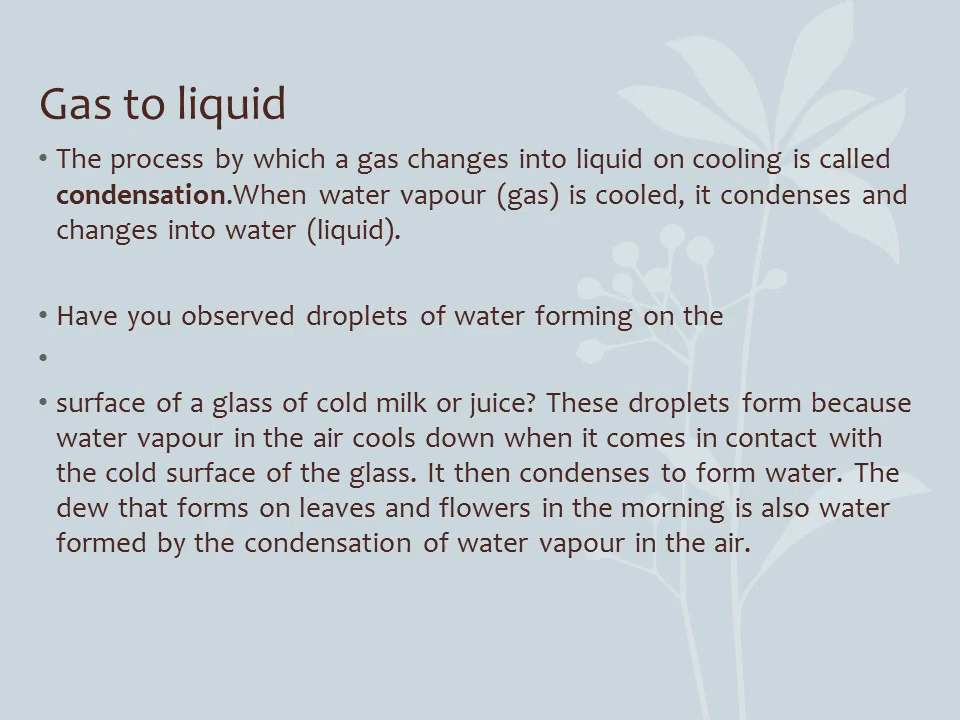 Gas to liquid
• The process by which a gas changes into liquid on cooling is called
condensation.When water vapour (gas) is cooled, it condenses and
changes into water (liquid).
• Have you observed droplets of water forming on the
•
• surface of a glass of cold milk or juice? These droplets form because
water vapour in the air cools down when it comes in contact with
the cold surface of the glass. It then condenses to form water. The
dew that forms on leaves and flowers in the morning is also water
formed by the condensation of water vapour in the air.